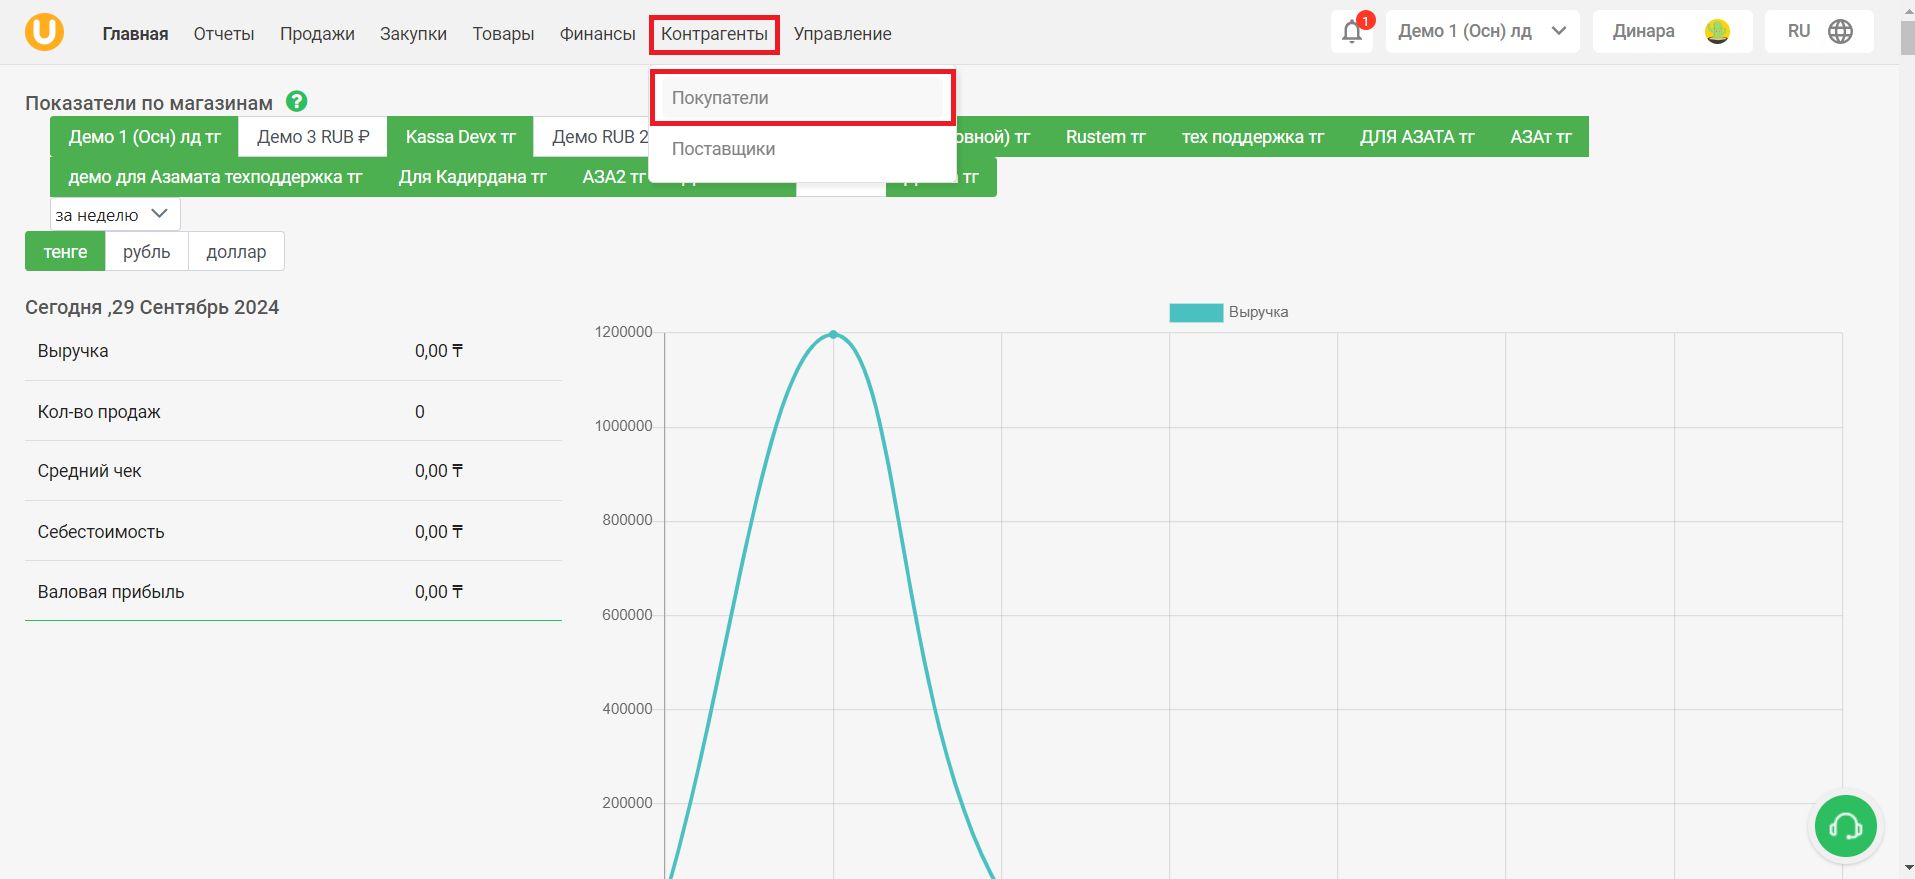 Главная Отчеты Продажи Закупки Товары Финансы Контрагенты Управление 1 Демо 1 (Осн) лд Динара RU
Показатели по магазинам ?
Покупатели
Поставщики
Демо 1 (Осн) лд тг Демо 3 RUB ₽ Kassa Devx тг Демо RUB 2 овной) тг Rustem тг тех поддержка тг ДЛЯ АЗАТА тг АЗАт тг
демо для Азамата техподдержка тг Для Кадирдана тг АЗА2 тг тг
за неделю
тенге рубль доллар
Сегодня ,29 Сентябрь 2024
Выручка 0,00 ₸
Кол-во продаж 0
Средний чек 0,00 ₸
Себестоимость 0,00 ₸
Валовая прибыль 0,00 ₸
Выручка
1200000
1000000
800000
600000
400000
200000